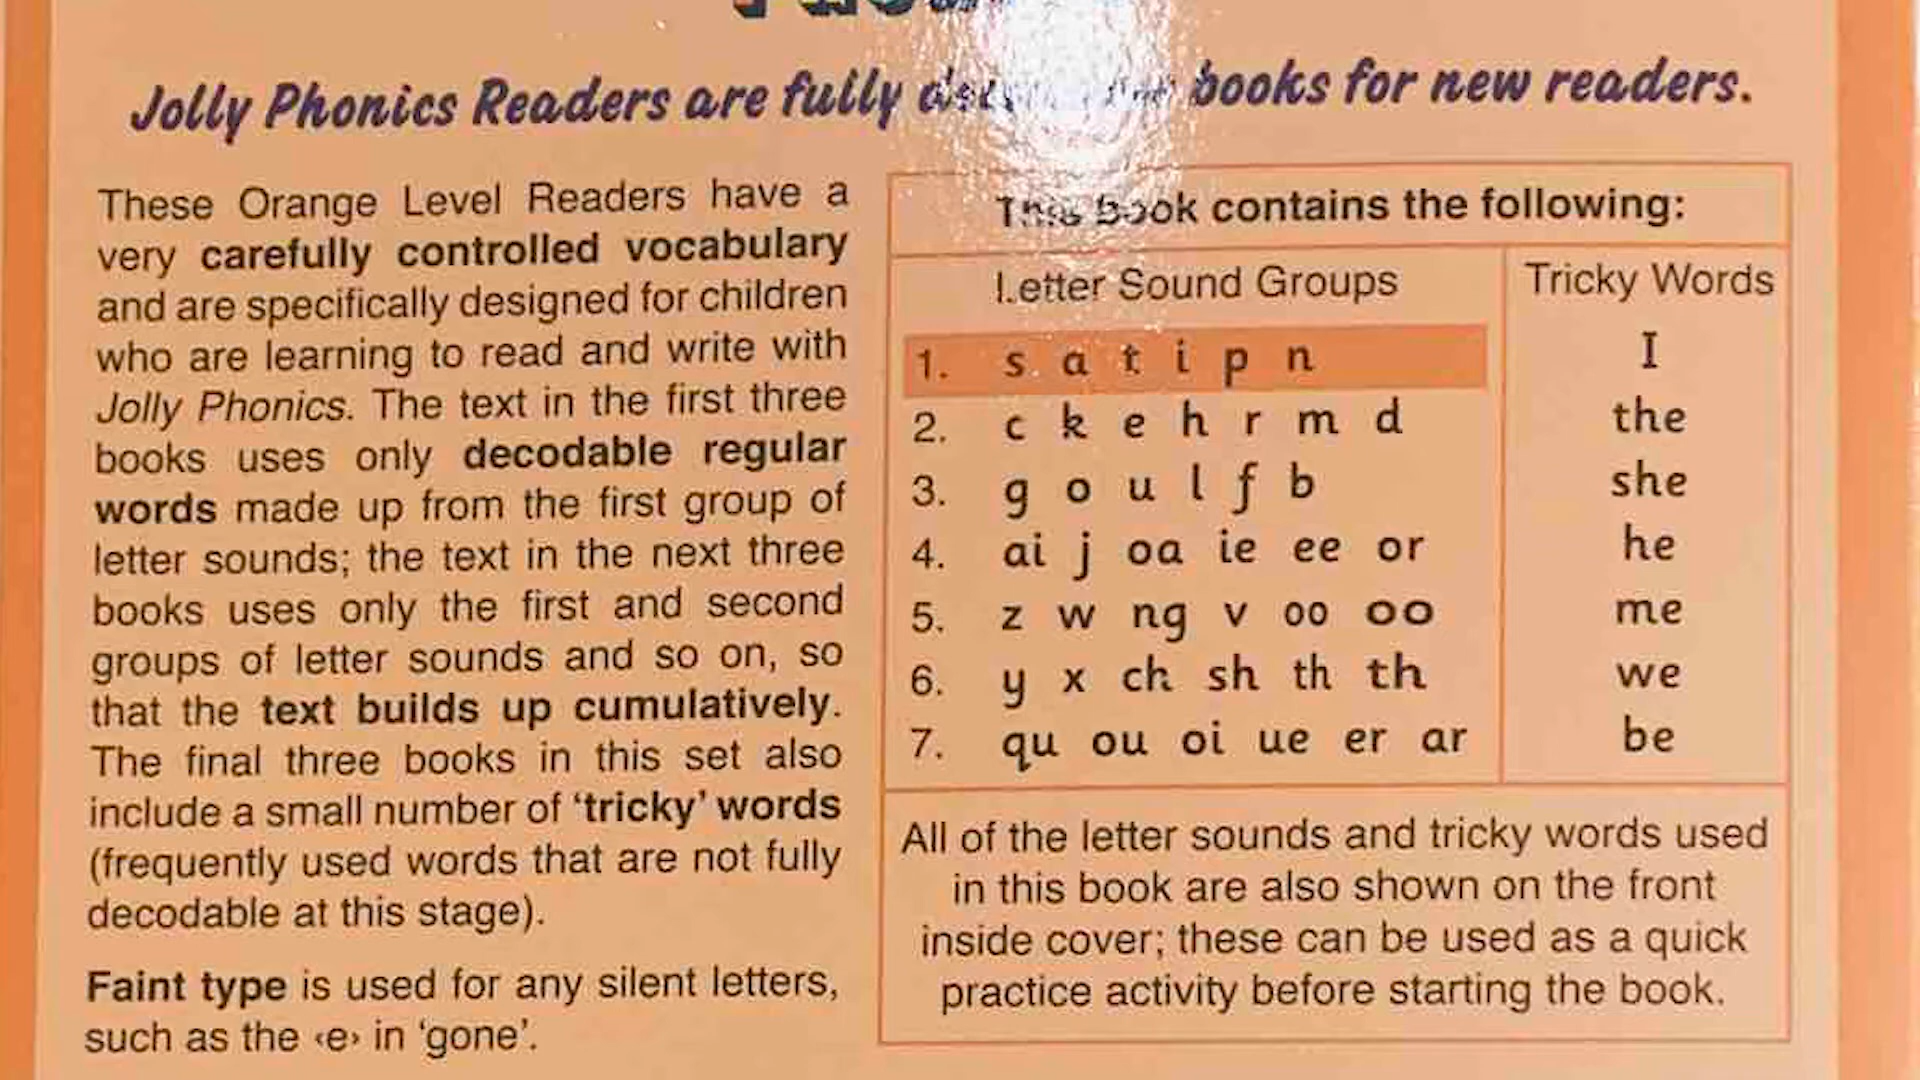 Jolly Phonics Readers are fully books for new readers.
These Orange Level Readers have a
very carefully controlled vocabulary
and are specifically designed for children
who are learning to read and write with
Jolly Phonics. The text in the first three
books uses only decodable regular
words made up from the first group of
letter sounds; the text in the next three
books uses only the first and second
groups of letter sounds and so on, so
that the text builds up cumulatively.
The final three books in this set also
include a small number of ‘tricky’ words
(frequently used words that are not fully
decodable at this stage).
Faint type is used for any silent letters,
such as the ‹e› in ‘gone’.
This book contains the following:
Letter Sound Groups Tricky Words
1. s a t i p n I
2. c k e h r m d the
3. g o u l f b she
4. ai j oa ie ee or he
5. z w ng v oo oo me
6. y x ch sh th th we
7. qu ou oi ue er ar be
All of the letter sounds and tricky words used
in this book are also shown on the front
inside cover; these can be used as a quick
practice activity before starting the book.